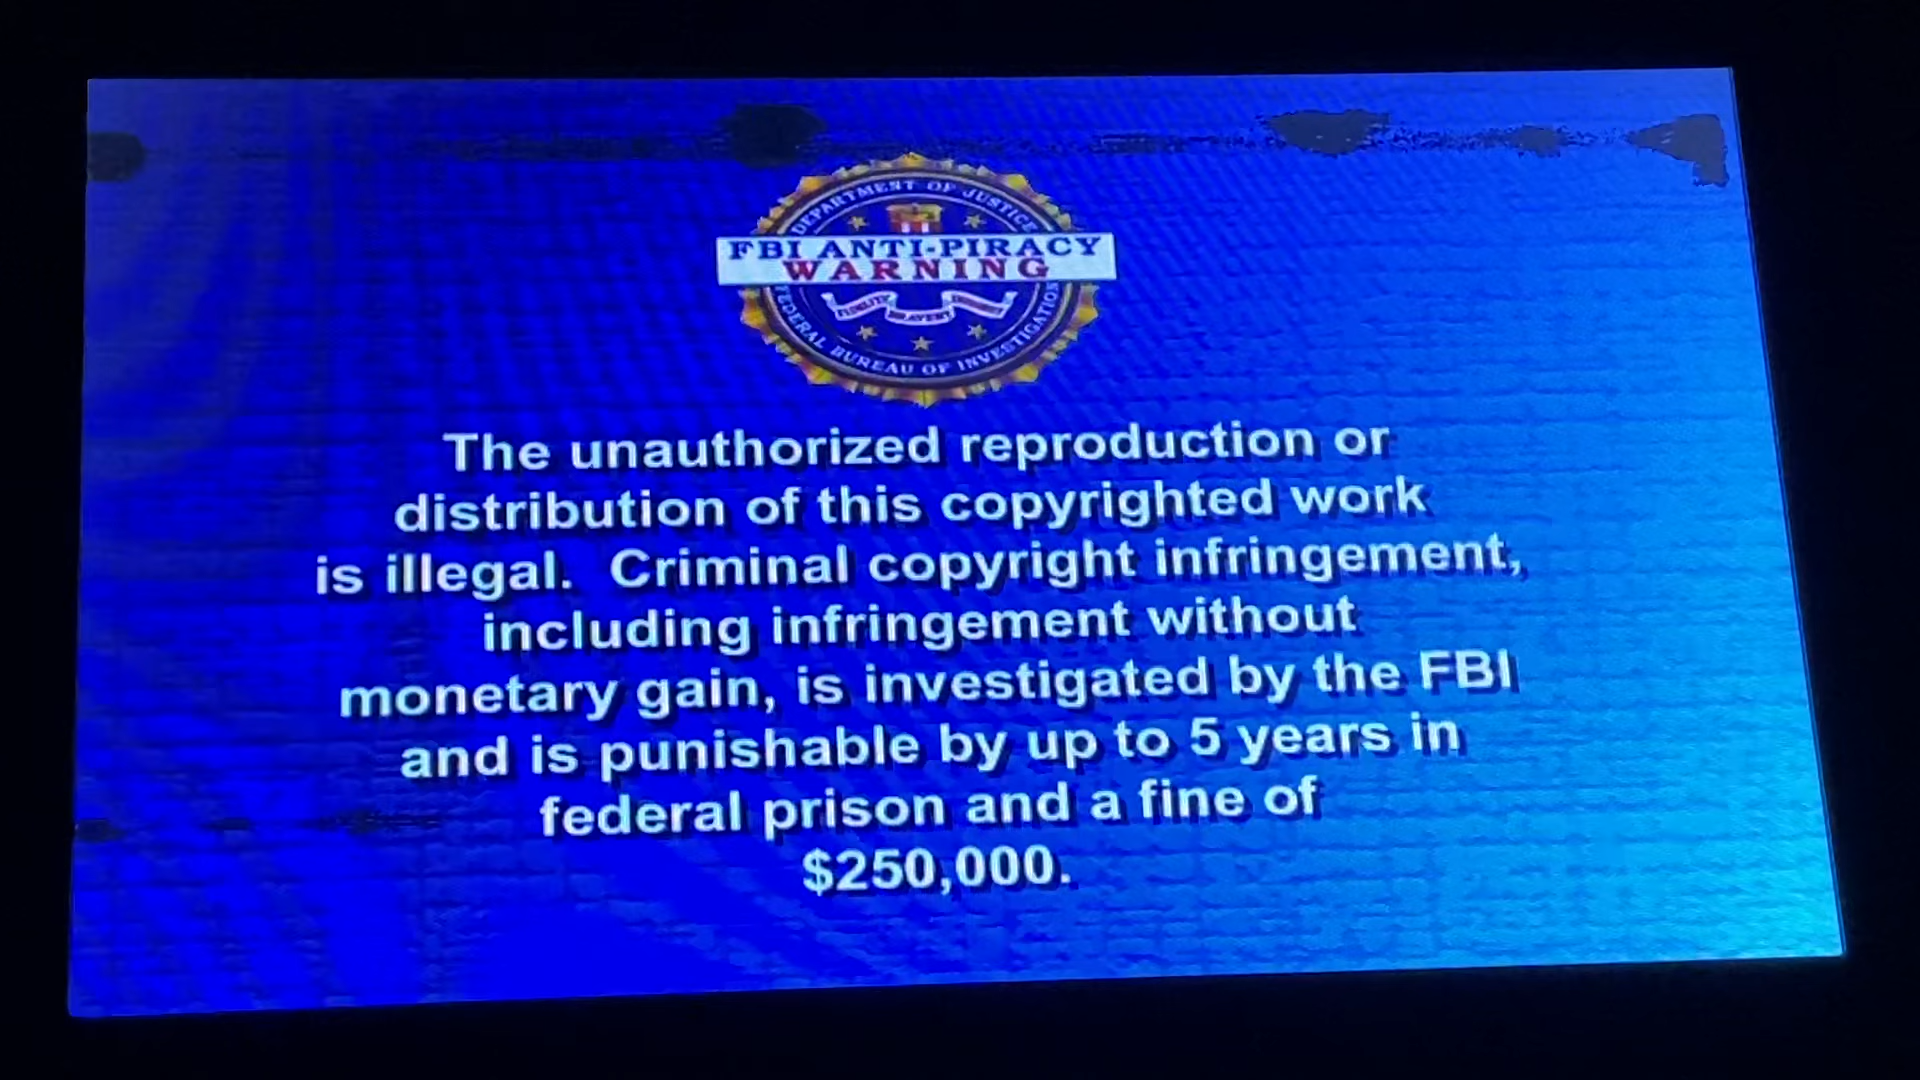 DEPARTMENT OF JUSTICE
FBI ANTI-PIRACY
WARNING
FIDELITY BRAVERY
FEDERAL BUREAU OF INVESTIGATION
The unauthorized reproduction or
distribution of this copyrighted work
is illegal.  Criminal copyright infringement,
including infringement without
monetary gain, is investigated by the FBI
and is punishable by up to 5 years in
federal prison and a fine of
$250,000.